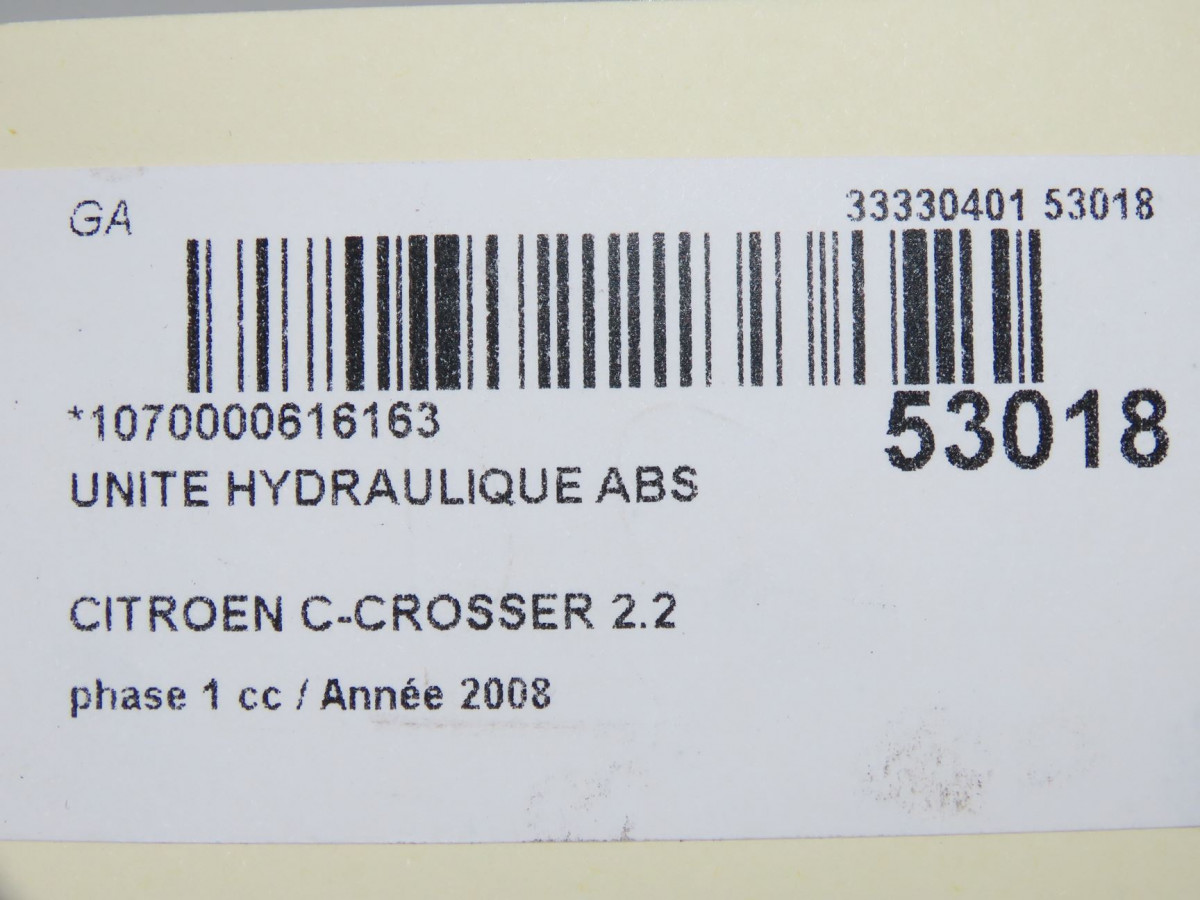 GA
33330401 53018
*1070000616163
53018
UNITE HYDRAULIQUE ABS
CITROEN C-CROSSER 2.2
phase 1 cc / Année 2008